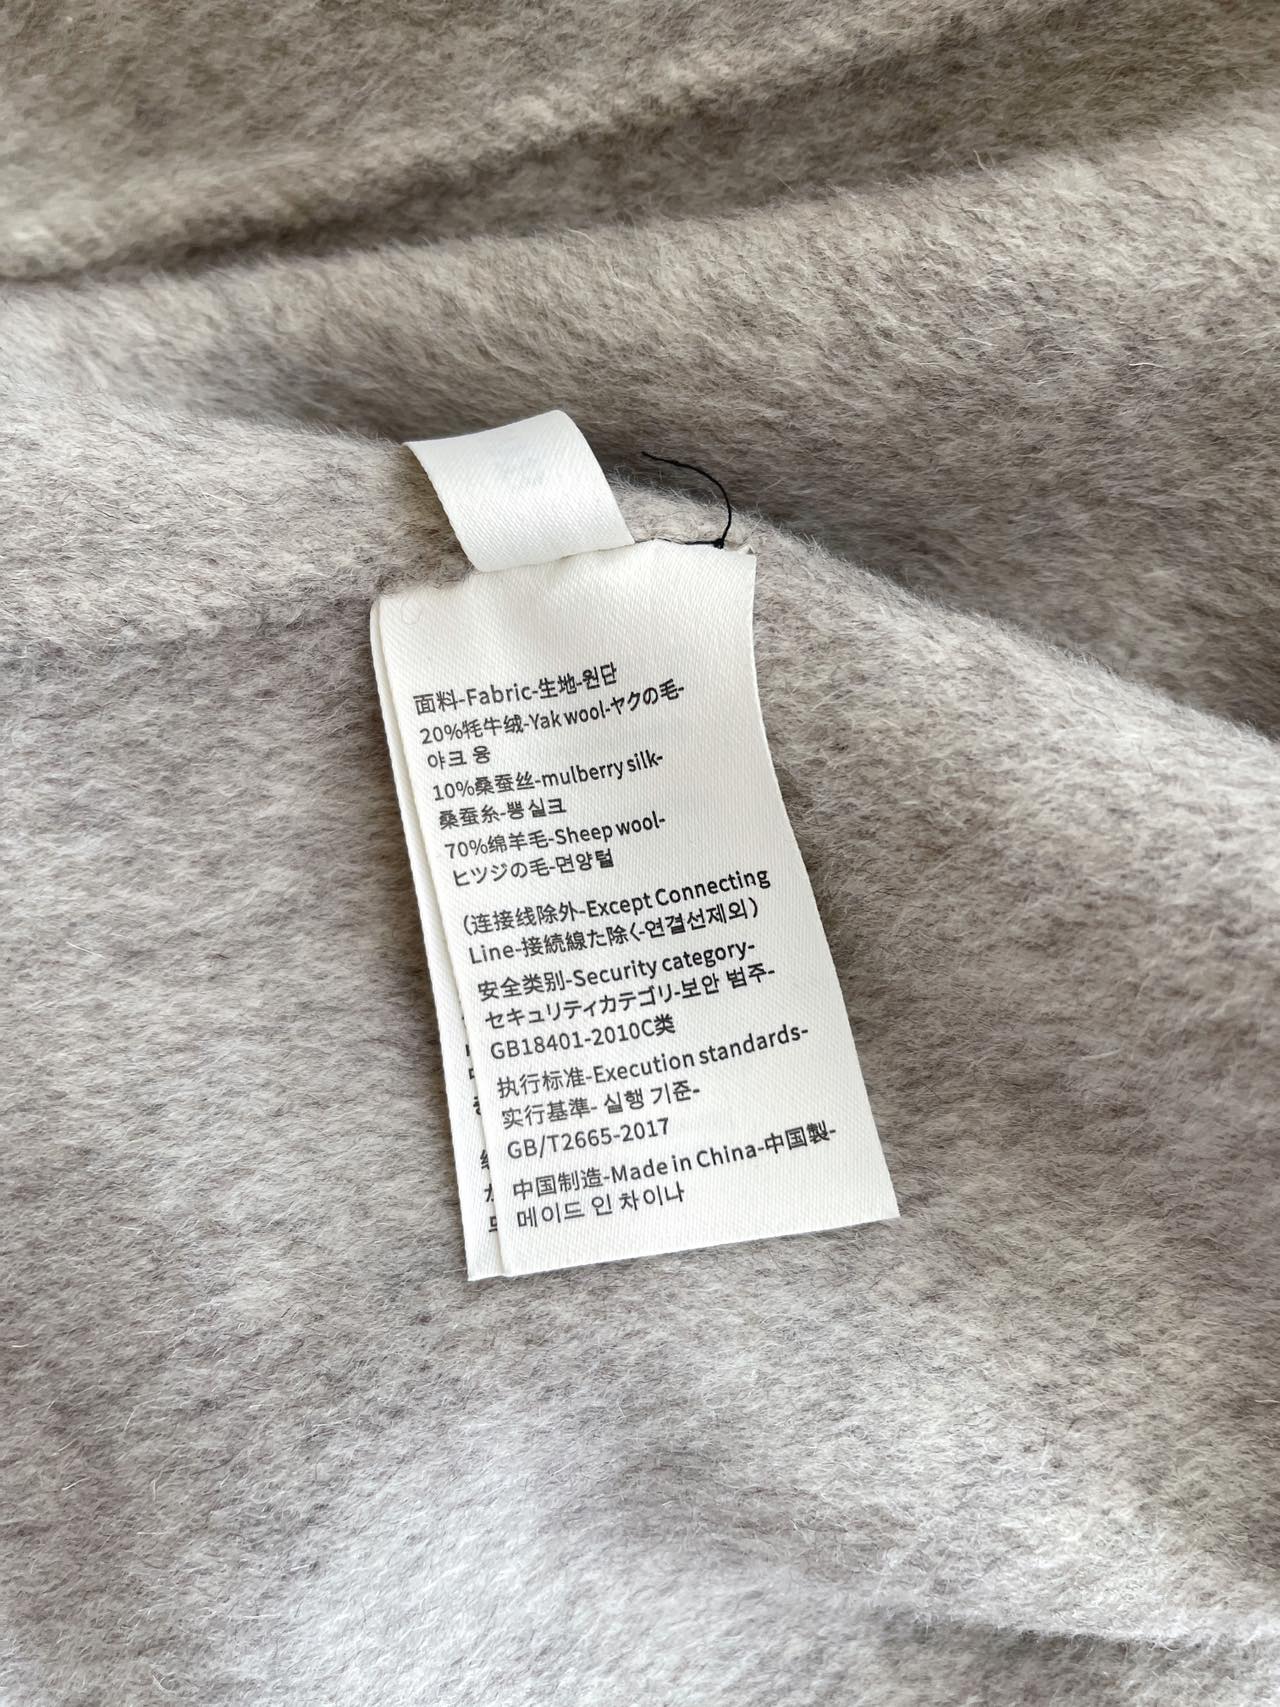 面料-Fabric-生地-원단
20%牦牛绒-Yak wool-ヤクの毛-
야크 융
10%桑蚕丝-mulberry silk-
桑蚕糸-뽕실크
70%绵羊毛-Sheep wool-
ヒツジの毛-면양털
(连接线除外-Except Connecting
Line-接続線た除く-연결선제외)
安全类别-Security category-
セキュリティカテゴリ-보안 범주-
GB18401-2010C类
执行标准-Execution standards-
实行基準- 실행 기준-
GB/T2665-2017
中国制造-Made in China-中国製-
메이드 인 차이나